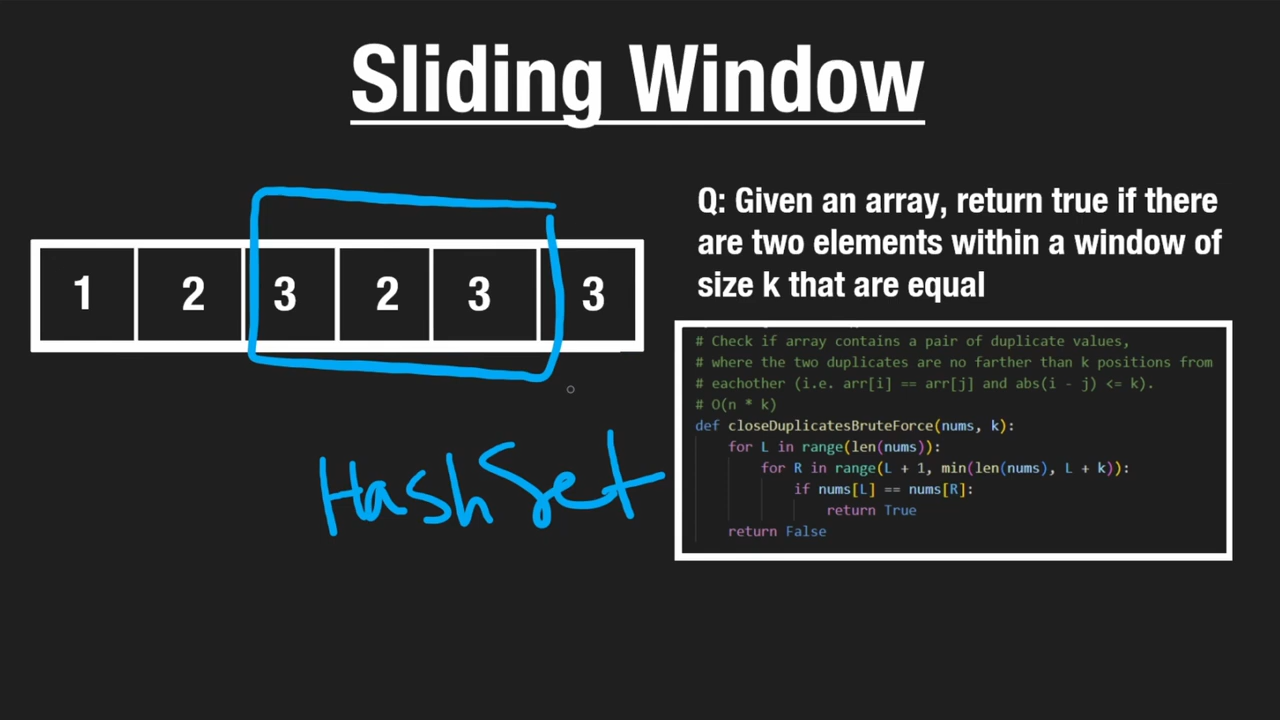 Sliding Window
1 2 3 2 3 3
HashSet
Q: Given an array, return true if there
are two elements within a window of
size k that are equal
# Check if array contains a pair of duplicate values,
# where the two duplicates are no farther than k positions from
# eachother (i.e. arr[i] == arr[j] and abs(i - j) <= k).
# O(n * k)
def closeDuplicatesBruteForce(nums, k):
    for L in range(len(nums)):
        for R in range(L + 1, min(len(nums), L + k)):
            if nums[L] == nums[R]:
                return True
    return False